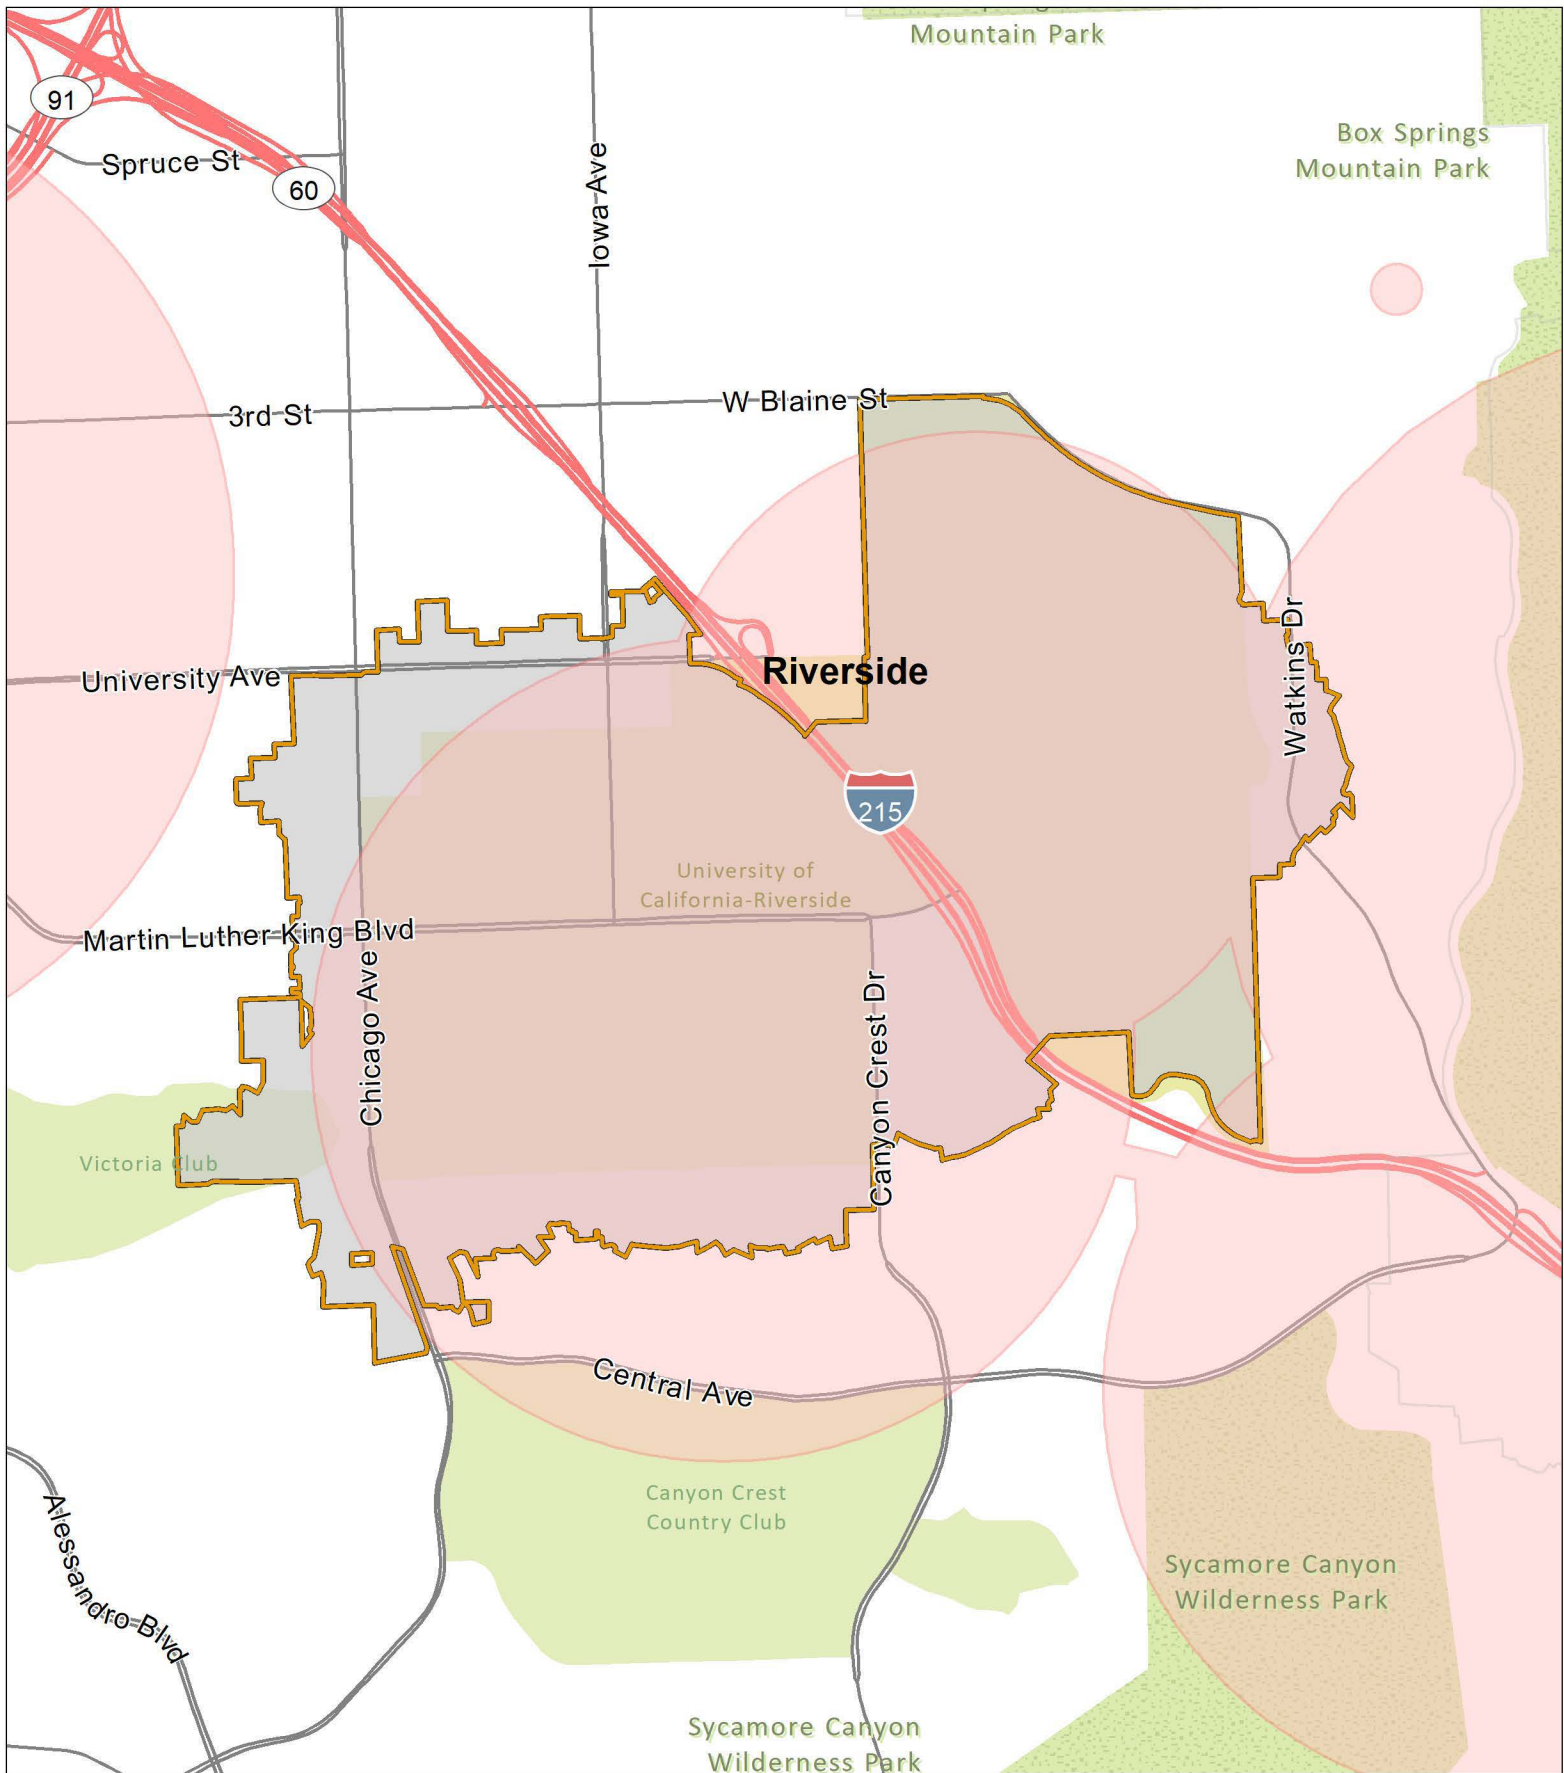 Mountain Park
91
Box Springs
Mountain Park
Spruce St
60
Iowa Ave
W Blaine St
3rd St
Riverside
University Ave
Watkins Dr
215
University of
California-Riverside
Martin Luther King Blvd
Chicago Ave
Canyon Crest Dr
Victoria Club
Central Ave
Canyon Crest
Country Club
Alessandro Blvd
Sycamore Canyon
Wilderness Park
Sycamore Canyon
Wilderness Park